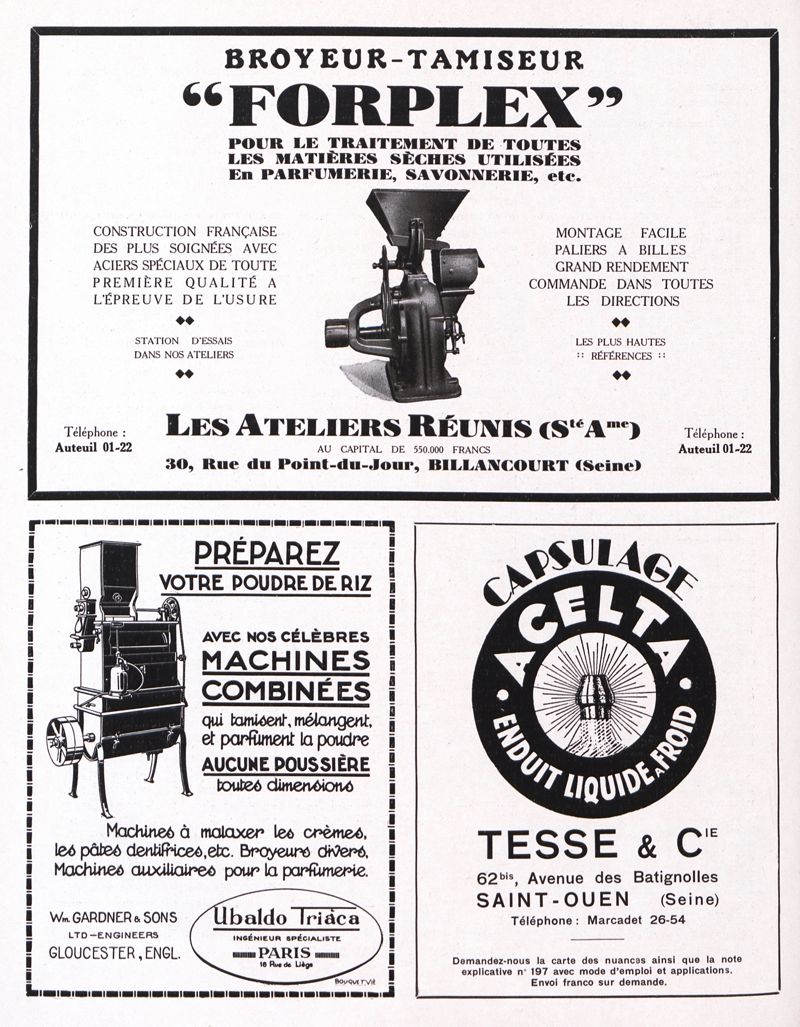 BROYEUR-TAMISEUR
“FORPLEX”
POUR LE TRAITEMENT DE TOUTES
LES MATIÈRES SÈCHES UTILISÉES
En PARFUMERIE, SAVONNERIE, etc.
CONSTRUCTION FRANÇAISE
DES PLUS SOIGNÉES AVEC
ACIERS SPÉCIAUX DE TOUTE
PREMIÈRE QUALITÉ A
L'ÉPREUVE DE L'USURE
STATION D'ESSAIS
DANS NOS ATELIERS
MONTAGE FACILE
PALIERS A BILLES
GRAND RENDEMENT
COMMANDE DANS TOUTES
LES DIRECTIONS
LES PLUS HAUTES
:: RÉFÉRENCES ::
Téléphone :
Auteuil 01-22
LES ATELIERS RÉUNIS (Sté Ame)
AU CAPITAL DE 550.000 FRANCS
30, Rue du Point-du-Jour, BILLANCOURT (Seine)
Téléphone :
Auteuil 01-22
PRÉPAREZ
VOTRE POUDRE DE RIZ
AVEC NOS CÉLÈBRES
MACHINES
COMBINÉES
qui tamisent, mélangent,
et parfument la poudre
AUCUNE POUSSIÈRE
toutes dimensions
Machines à malaxer les crèmes,
les pâtes dentifrices, etc. Broyeurs divers,
Machines auxiliaires pour la parfumerie.
Wm. GARDNER & SONS
LTD-ENGINEERS
GLOUCESTER, ENGL.
Ubaldo Triaca
INGÉNIEUR SPÉCIALISTE
PARIS
16 Rue de Liège
BOUQUET VIÉ
CAPSULAGE
ACELTA
ENDUIT LIQUIDE A FROID
TESSE & CIE
62bis, Avenue des Batignolles
SAINT-OUEN (Seine)
Téléphone : Marcadet 26-54
Demandez-nous la carte des nuances ainsi que la note
explicative n° 197 avec mode d'emploi et applications.
Envoi franco sur demande.